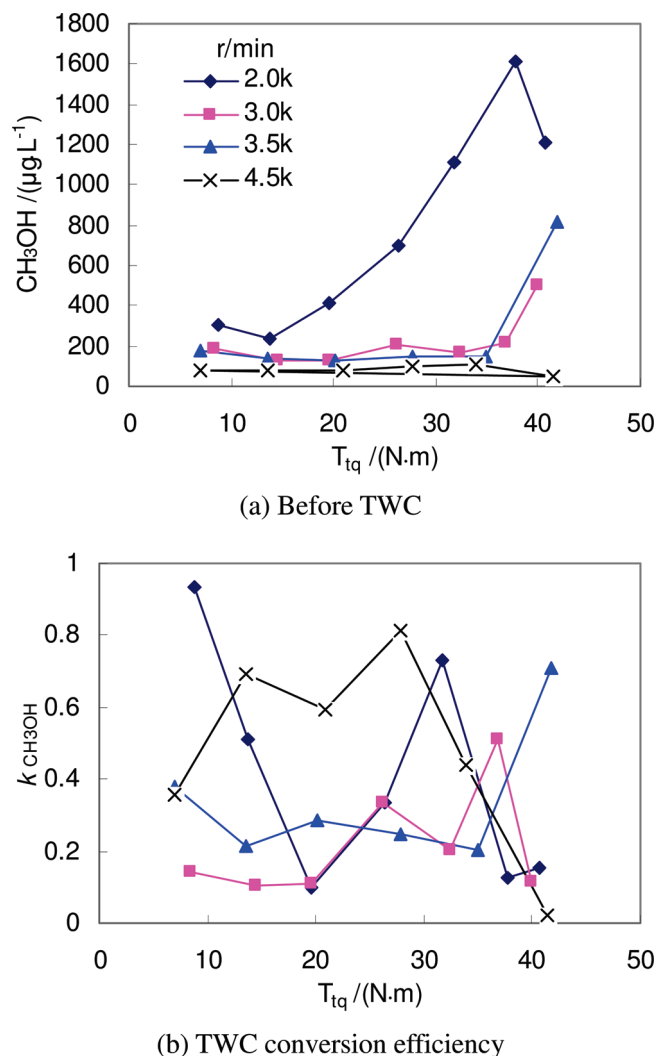 1800
1600
1400
1200
1000
800
600
400
200
0
CH₃OH /(µg.L⁻¹)
r/min
2.0k
3.0k
3.5k
4.5k
0 10 20 30 40 50
Ttq /(N·m)
(a) Before TWC
1
0.8
0.6
0.4
0.2
0
k CH3OH
0 10 20 30 40 50
Ttq /(N·m)
(b) TWC conversion efficiency